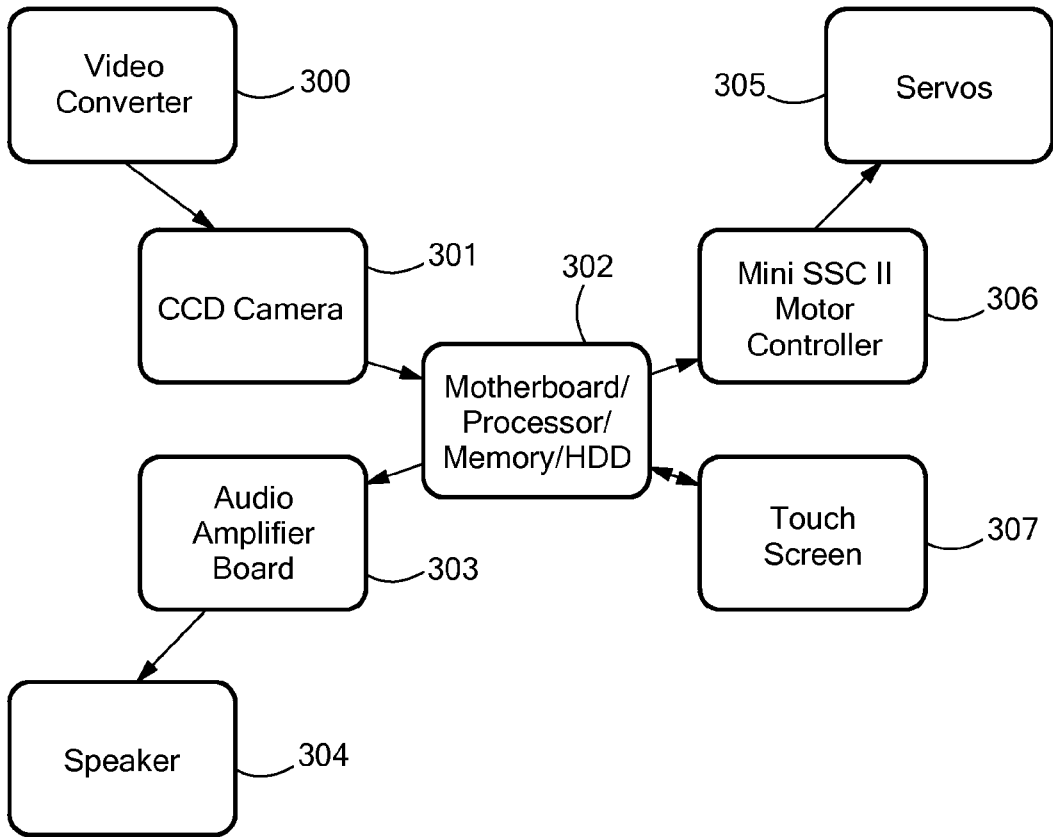 Video
Converter
300
305
Servos
CCD Camera
301
302
Mini SSC II
Motor
Controller
306
Motherboard/
Processor/
Memory/HDD
Audio
Amplifier
Board
303
Touch
Screen
307
Speaker
304